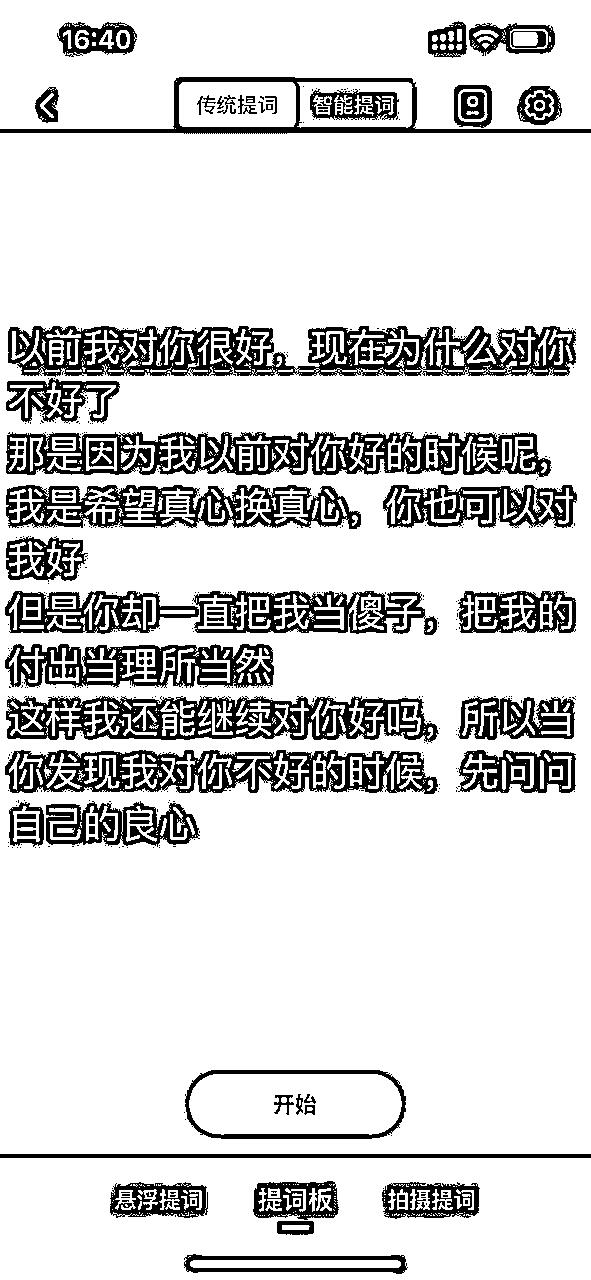 16:40
传统提词 智能提词
以前我对你很好，现在为什么对你
不好了
那是因为我以前对你好的时候呢，
我是希望真心换真心，你也可以对
我好
但是你却一直把我当傻子，把我的
付出当理所当然
这样我还能继续对你好吗，所以当
你发现我对你不好的时候，先问问
自己的良心
开始
悬浮提词 提词板 拍摄提词